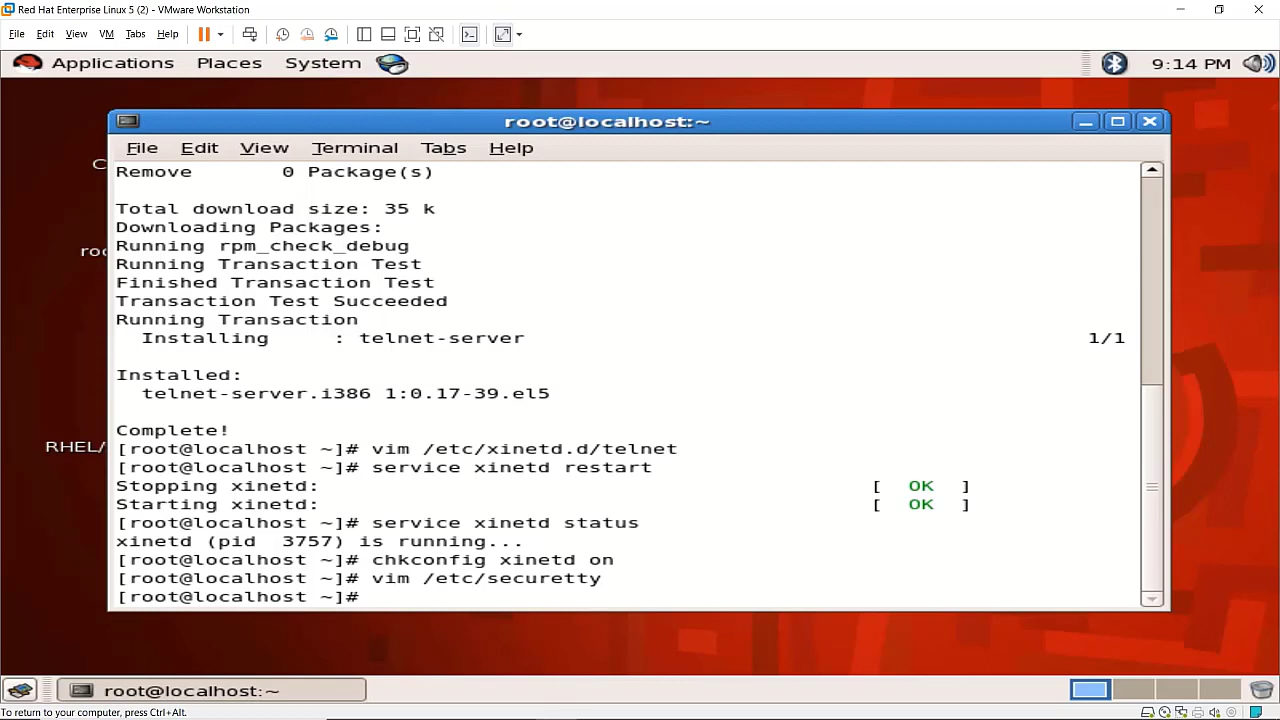 Red Hat Enterprise Linux 5 (2) - VMware Workstation
File Edit View VM Tabs Help
Applications Places System
9:14 PM
root@localhost:~
File Edit View Terminal Tabs Help
Remove 0 Package(s)
Total download size: 35 k
Downloading Packages:
Running rpm_check_debug
Running Transaction Test
Finished Transaction Test
Transaction Test Succeeded
Running Transaction
Installing : telnet-server 1/1
Installed:
telnet-server.i386 1:0.17-39.el5
Complete!
[root@localhost ~]# vim /etc/xinetd.d/telnet
[root@localhost ~]# service xinetd restart
Stopping xinetd: [ OK ]
Starting xinetd: [ OK ]
[root@localhost ~]# service xinetd status
xinetd (pid 3757) is running...
[root@localhost ~]# chkconfig xinetd on
[root@localhost ~]# vim /etc/securetty
[root@localhost ~]#
C
roo
RHEL/
root@localhost:~
To return to your computer, press Ctrl+Alt.